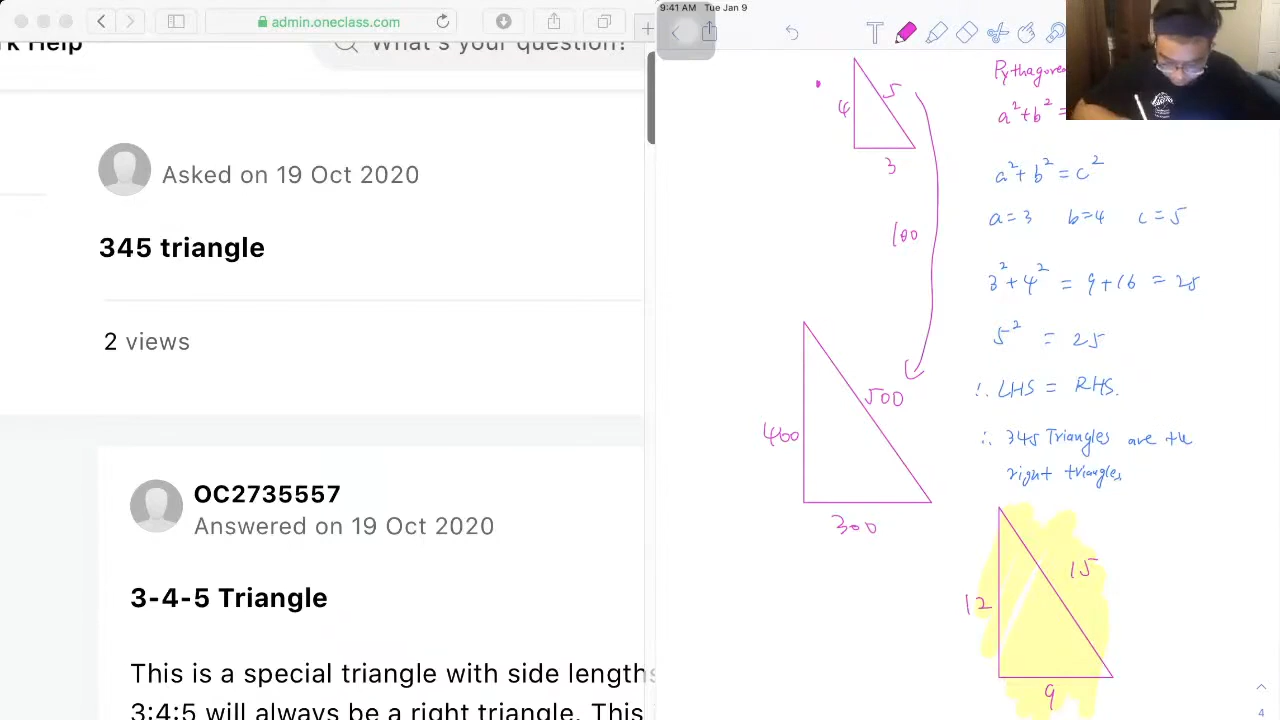 admin.oneclass.com
rk Help
What's your question?
Asked on 19 Oct 2020
345 triangle
2 views
OC2735557
Answered on 19 Oct 2020
3-4-5 Triangle
This is a special triangle with side lengths
3:4:5 will always be a right triangle. This
9:41 AM Tue Jan 9
T
4
5
3
100
400
500
300
Pythagorea
a²+b²=
a²+b²=c²
a=3 b=4 c=5
3²+4² = 9+16 = 25
5² = 25
∴ LHS = RHS.
∴ 345 Triangles are the
right triangles
12
15
9
4